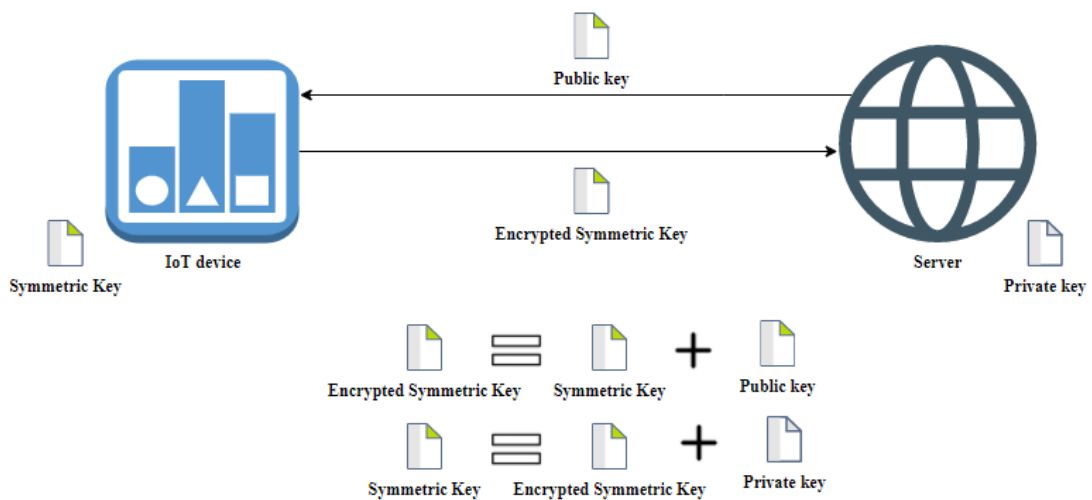 Public key
Encrypted Symmetric Key
IoT device
Server
Symmetric Key
Private key
Encrypted Symmetric Key
Symmetric Key
Public key
Symmetric Key
Encrypted Symmetric Key
Private key